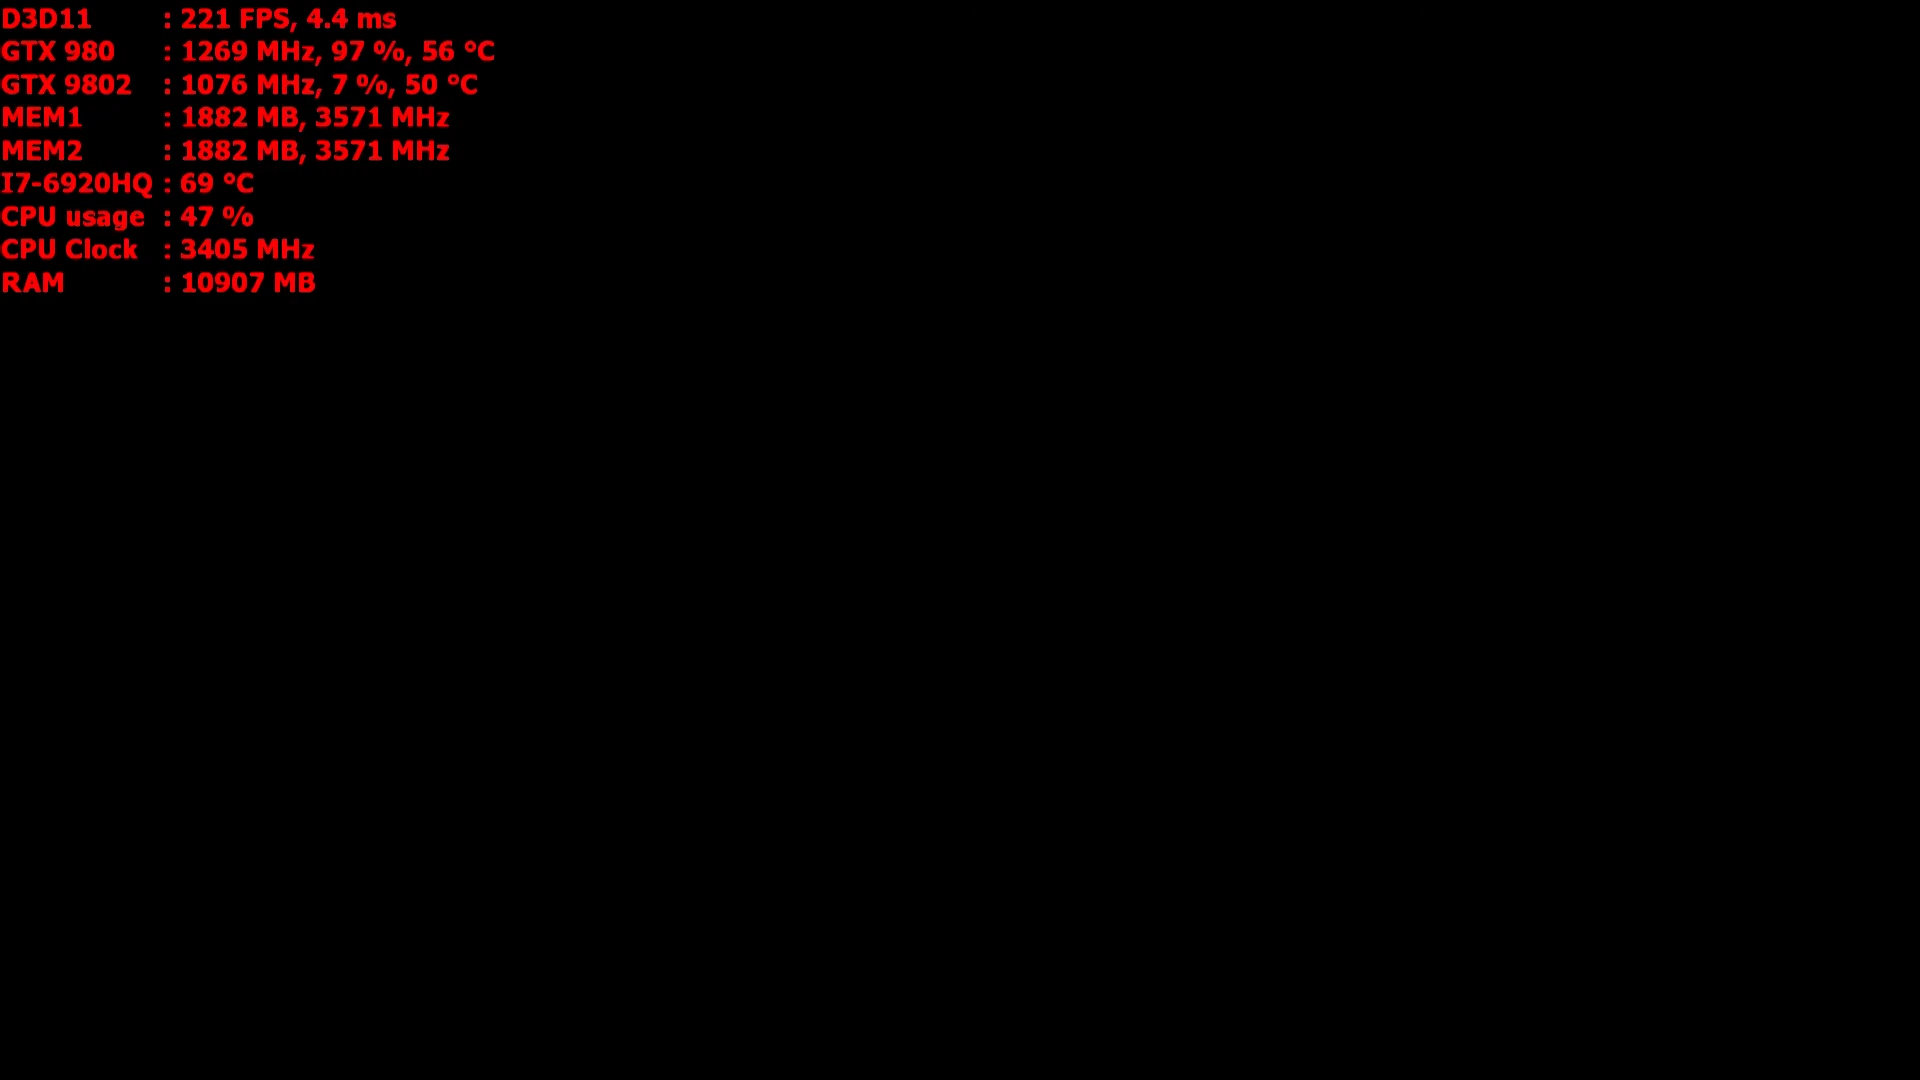 D3D11 : 221 FPS, 4.4 ms
GTX 980 : 1269 MHz, 97 %, 56 °C
GTX 9802 : 1076 MHz, 7 %, 50 °C
MEM1 : 1882 MB, 3571 MHz
MEM2 : 1882 MB, 3571 MHz
I7-6920HQ : 69 °C
CPU usage : 47 %
CPU Clock : 3405 MHz
RAM : 10907 MB